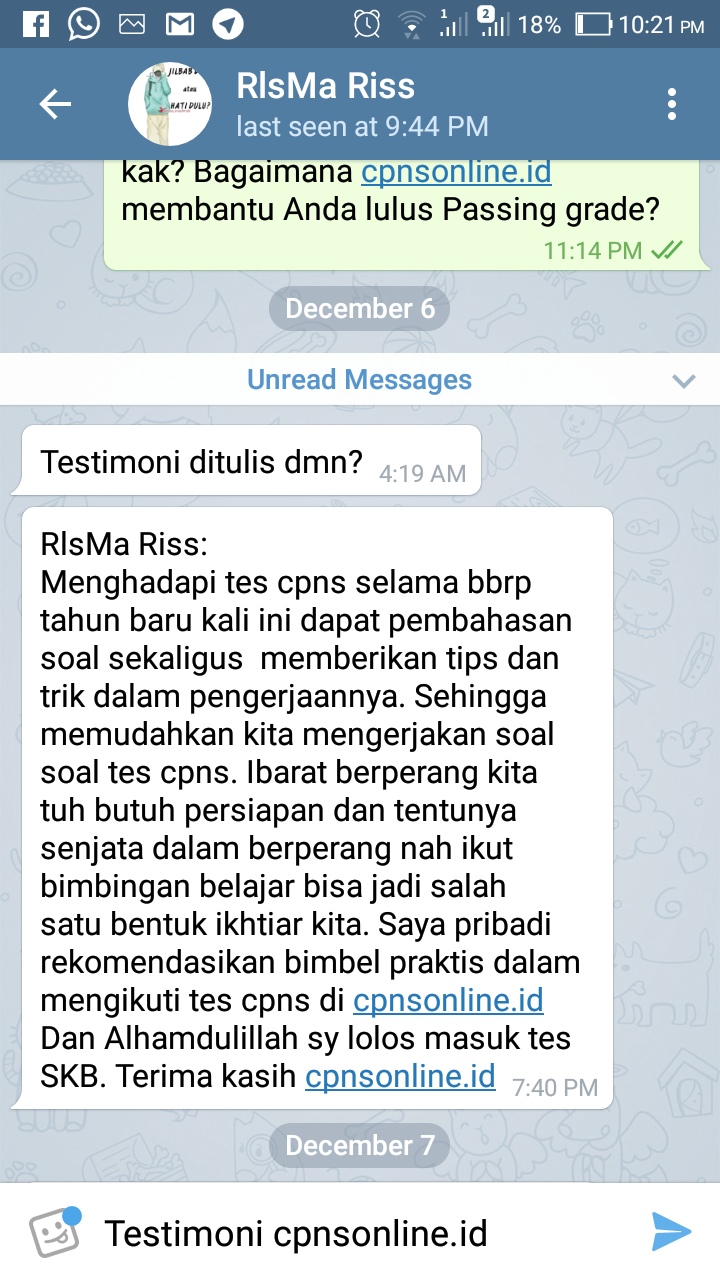 1 2 18% 10:21 PM
JILBAB
atau
HATI DULU?
RlsMa Riss
last seen at 9:44 PM
kak? Bagaimana cpnsonline.id
membantu Anda lulus Passing grade?
11:14 PM
December 6
Unread Messages
Testimoni ditulis dmn? 4:19 AM
RlsMa Riss:
Menghadapi tes cpns selama bbrp
tahun baru kali ini dapat pembahasan
soal sekaligus  memberikan tips dan
trik dalam pengerjaannya. Sehingga
memudahkan kita mengerjakan soal
soal tes cpns. Ibarat berperang kita
tuh butuh persiapan dan tentunya
senjata dalam berperang nah ikut
bimbingan belajar bisa jadi salah
satu bentuk ikhtiar kita. Saya pribadi
rekomendasikan bimbel praktis dalam
mengikuti tes cpns di cpnsonline.id
Dan Alhamdulillah sy lolos masuk tes
SKB. Terima kasih cpnsonline.id 7:40 PM
December 7
Testimoni cpnsonline.id